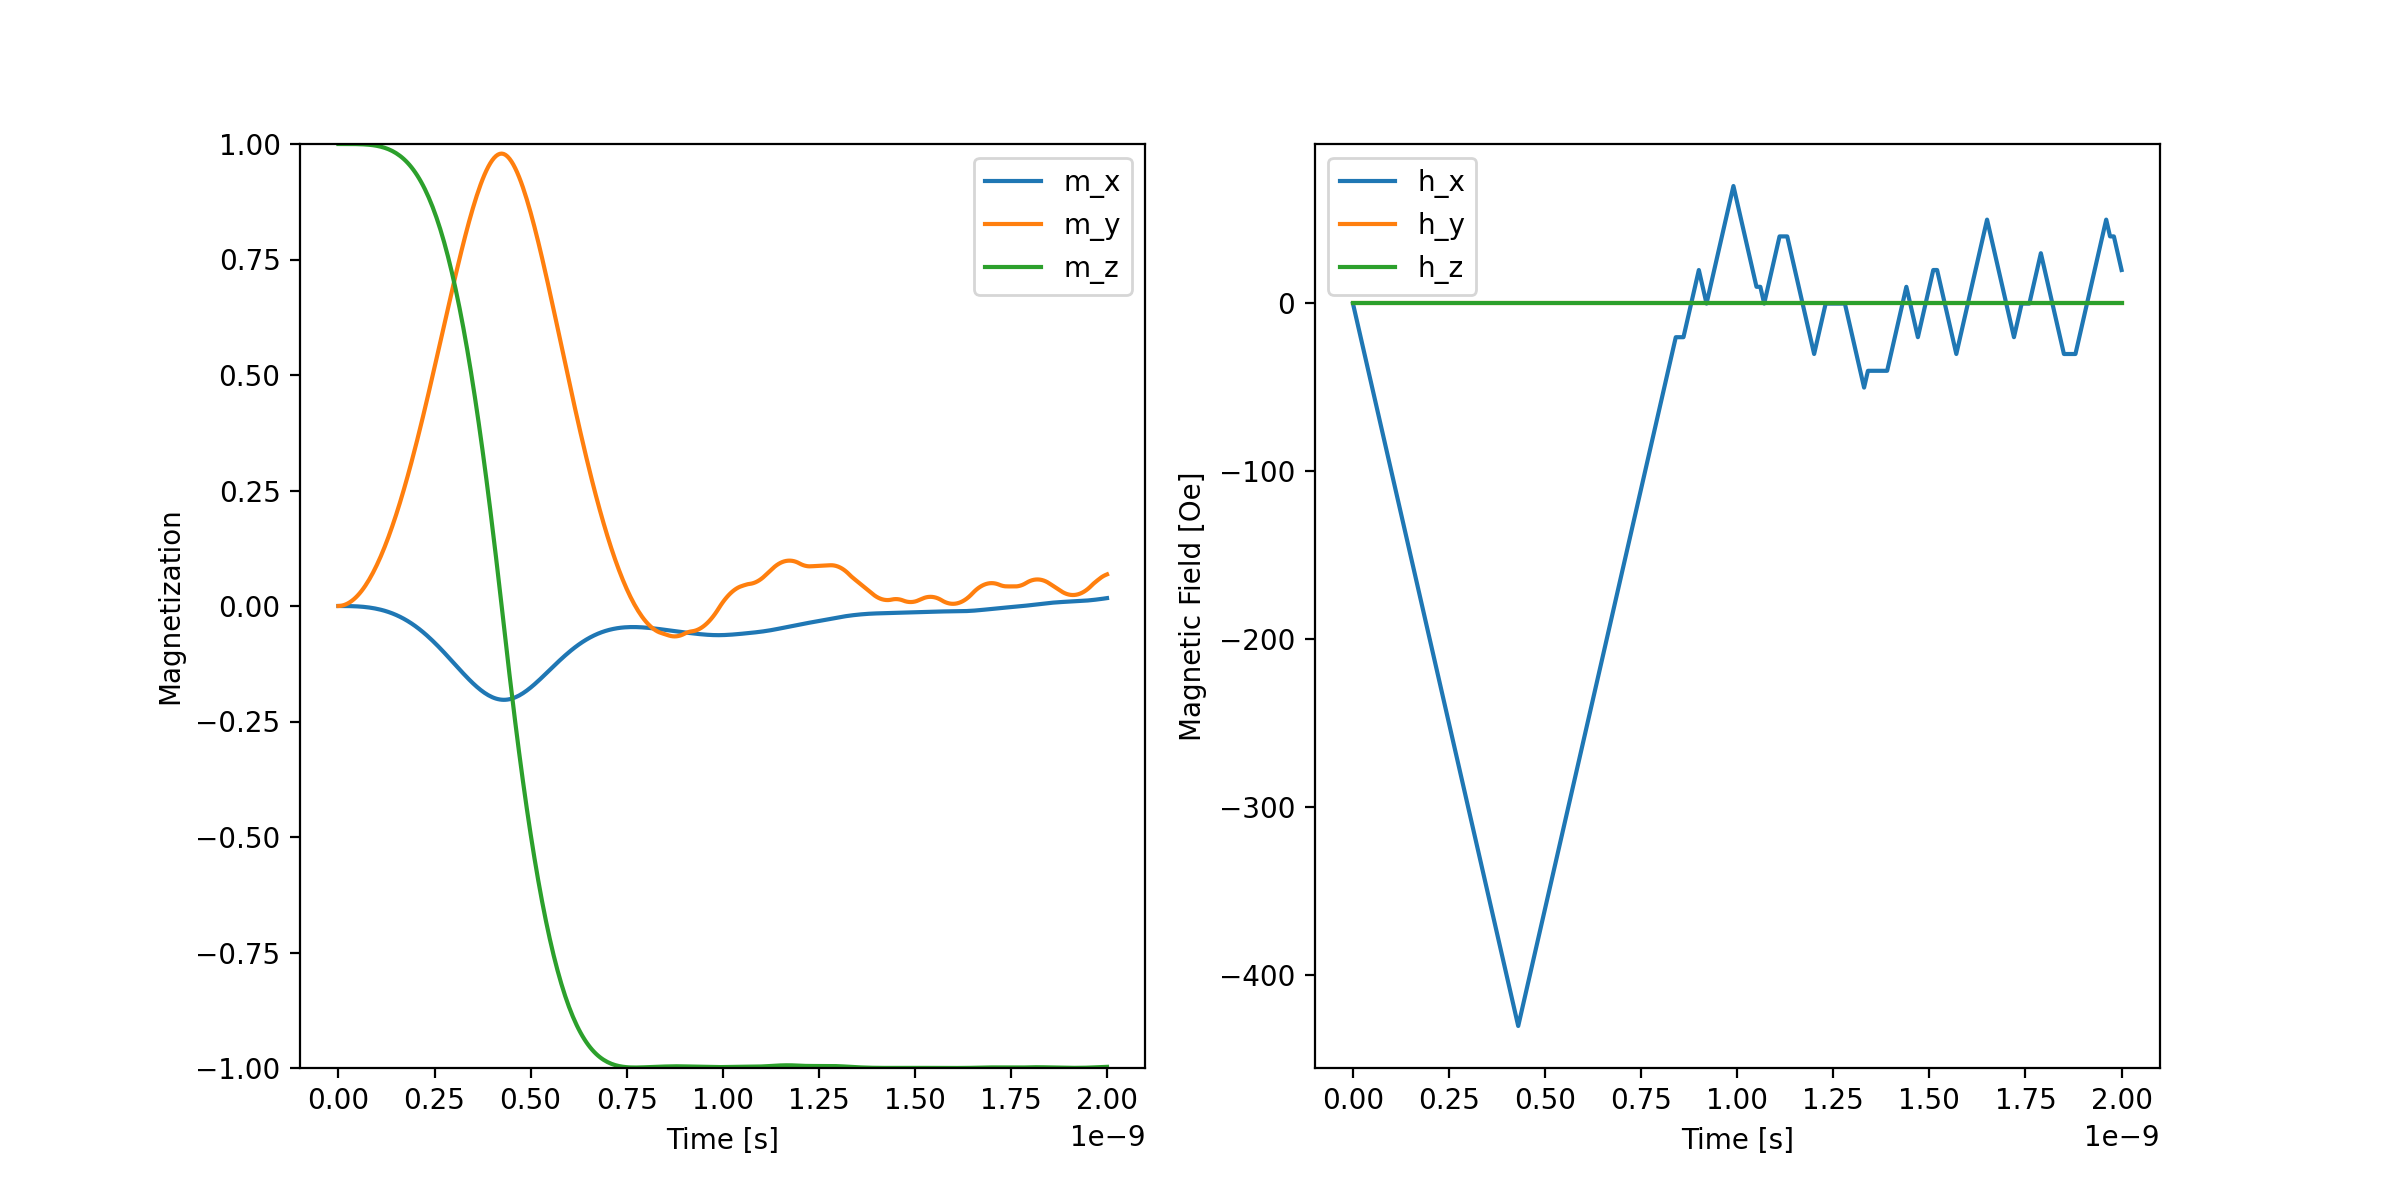 1.00
0.75
0.50
0.25
0.00
−0.25
−0.50
−0.75
−1.00
Magnetization
m_x
m_y
m_z
0.00 0.25 0.50 0.75 1.00 1.25 1.50 1.75 2.00
Time [s]
1e−9
0
−100
−200
−300
−400
Magnetic Field [Oe]
h_x
h_y
h_z
0.00 0.25 0.50 0.75 1.00 1.25 1.50 1.75 2.00
Time [s]
1e−9